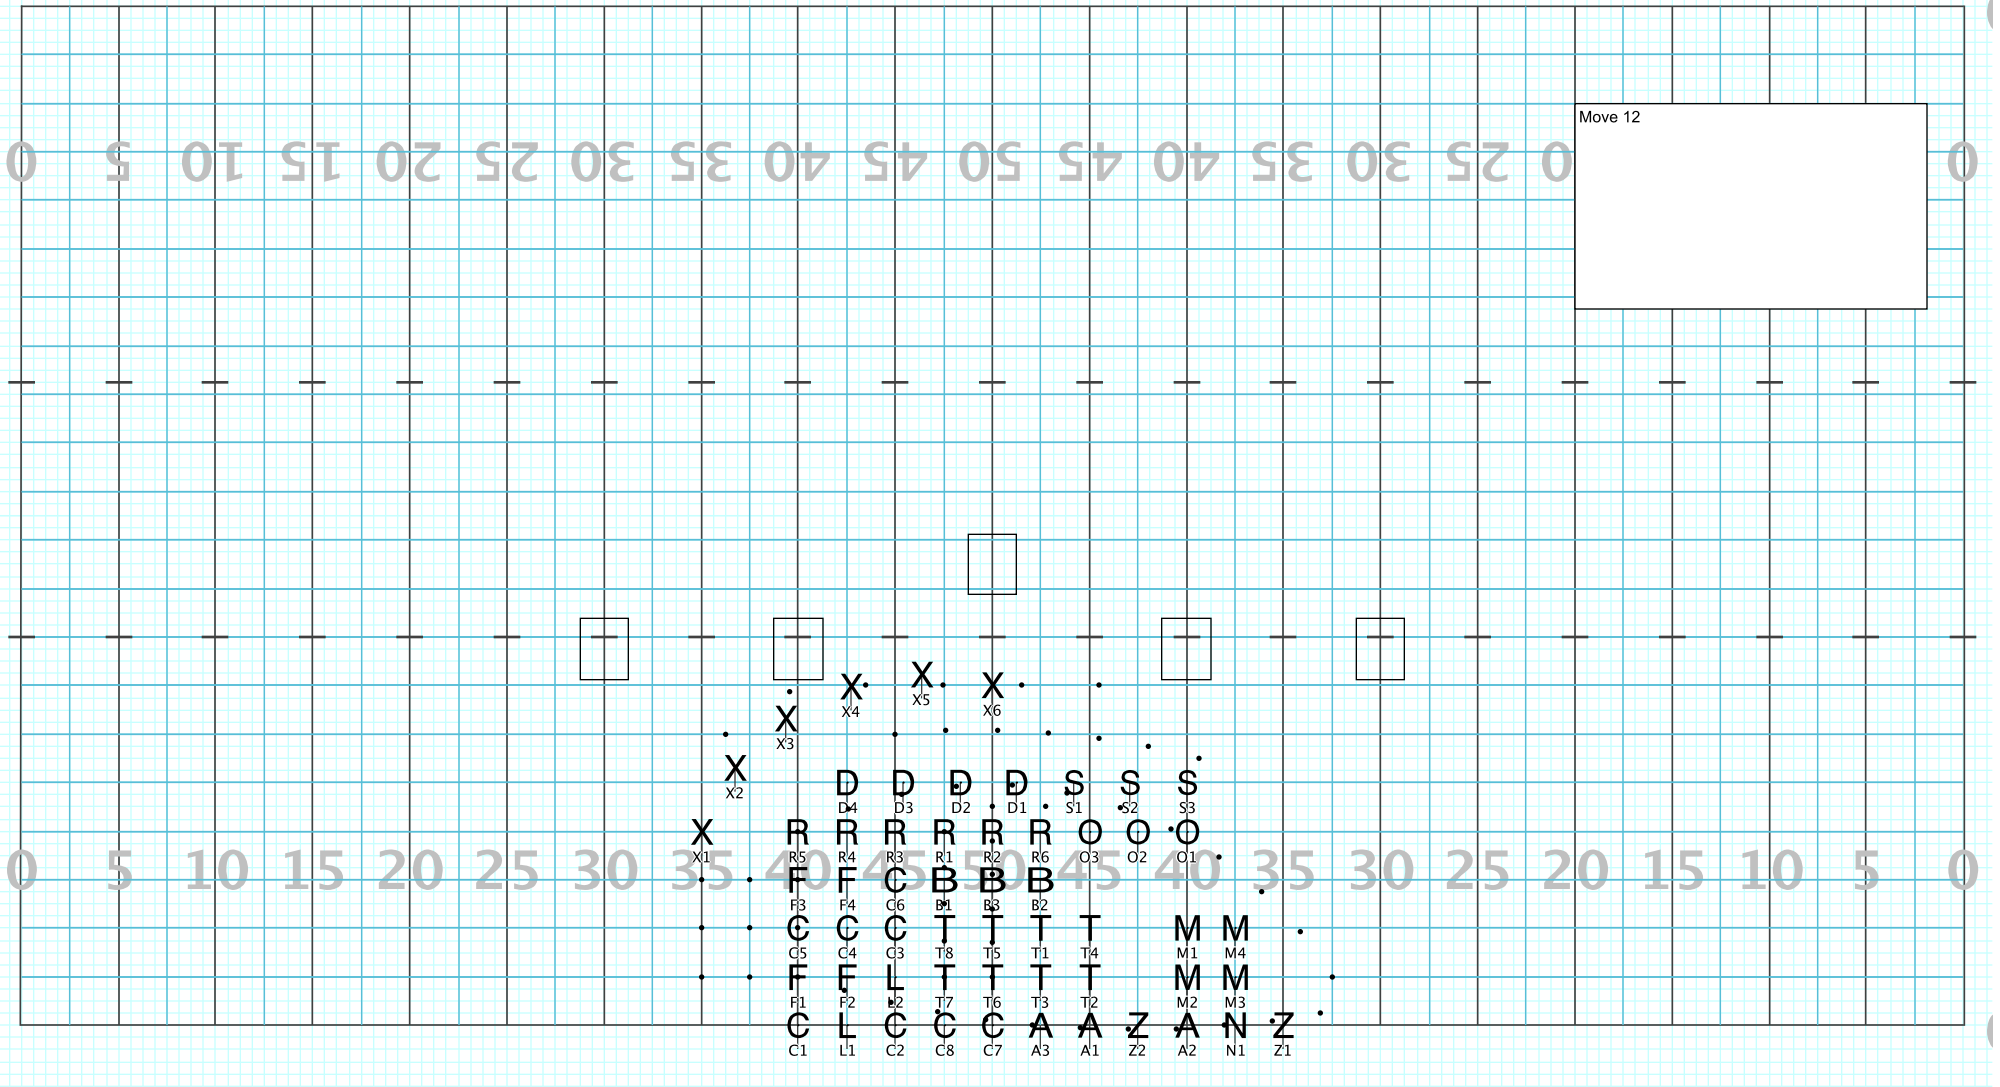 Move 12
0 5 10 15 20 25 30 35 40 45 50 45 40 35 30 25 0 0
X X X
X4 X5 X6
X
X3
X
X2
D D D D S S S
D4 D3 D2 D1 S1 S2 S3
X R R R R R R O O O
X1 R5 R4 R3 R1 R2 R6 O3 O2 O1
0 5 10 15 20 25 30 35 40 45 50 45 40 35 30 25 20 15 10 5 0
F F C B B B
F3 F4 C6 B1 B3 B2
C C C T T T T M M
C5 C4 C3 T8 T5 T1 T4 M1 M4
F F L T T T T M M
F1 F2 L2 T7 T6 T3 T2 M2 M3
C L C C C A A Z A N Z
C1 L1 C2 C8 C7 A3 A1 Z2 A2 N1 Z1